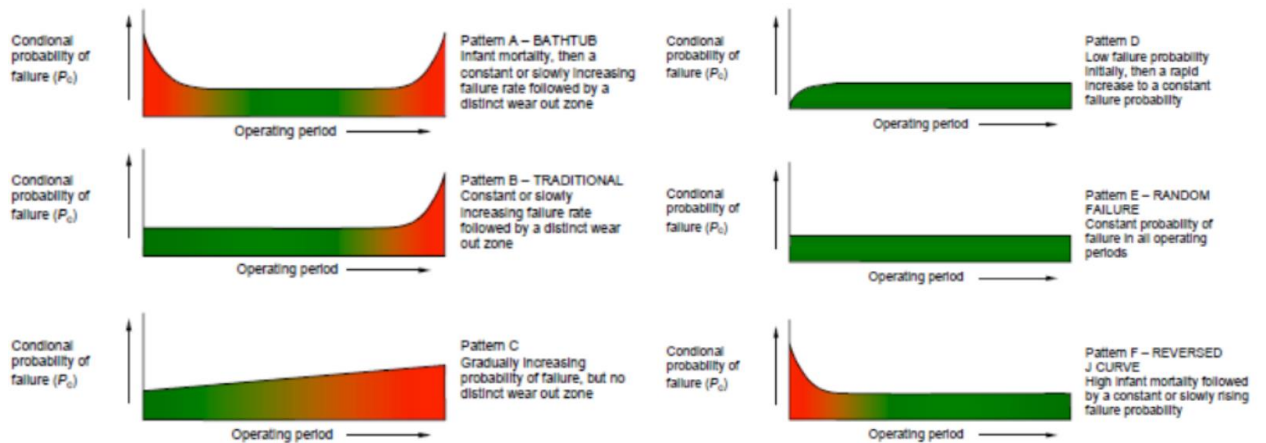 Condional
probability of
failure (Pc)
Operating period
Pattern A – BATHTUB
Infant mortality, then a
constant or slowly increasing
failure rate followed by a
distinct wear out zone
Condional
probability of
failure (Pc)
Operating period
Pattern B – TRADITIONAL
Constant or slowly
increasing failure rate
followed by a distinct wear
out zone
Condional
probability of
failure (Pc)
Operating period
Pattern C
Gradually increasing
probability of failure, but no
distinct wear out zone
Condional
probability of
failure (Pc)
Operating period
Pattern D
Low failure probability
initially, then a rapid
increase to a constant
failure probability
Condional
probability of
failure (Pc)
Operating period
Pattern E – RANDOM
FAILURE
Constant probability of
failure in all operating
periods
Condional
probability of
failure (Pc)
Operating period
Pattern F – REVERSED
J CURVE
High infant mortality followed
by a constant or slowly rising
failure probability